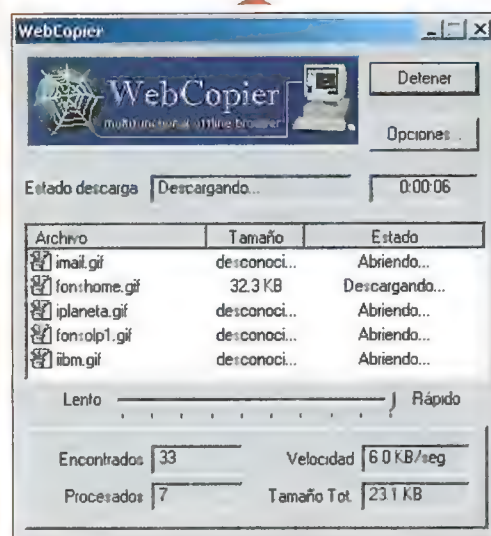 WebCopier
WebCopier
multifunctional offline browser
Detener
Opciones...
Estado descarga Descargando... 0:00:06
Archivo Tamaño Estado
imail.gif desconoci... Abriendo...
fonshome.gif 32.3 KB Descargando...
iplaneta.gif desconoci... Abriendo...
fonsolp1.gif desconoci... Abriendo...
iibm.gif desconoci... Abriendo...
Lento Rápido
Encontrados 33 Velocidad 6.0 KB/seg
Procesados 7 Tamaño Tot. 23.1 KB